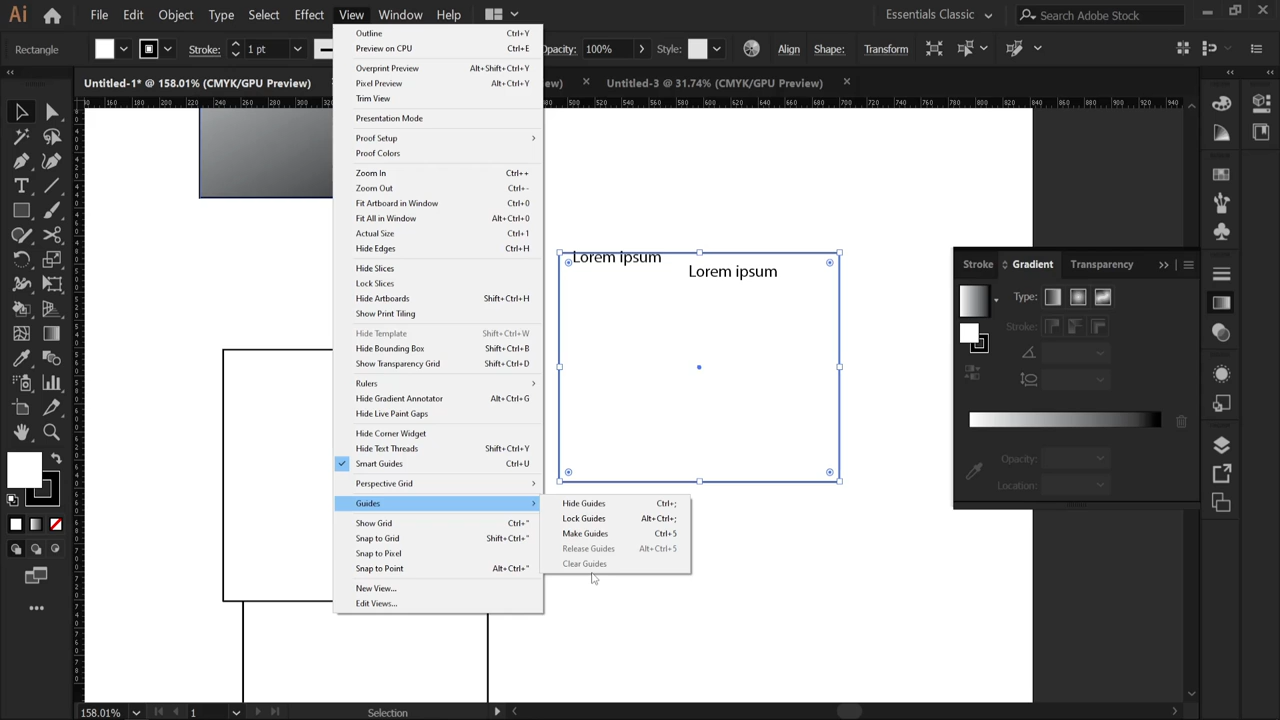 Ai File Edit Object Type Select Effect View Window Help Essentials Classic Search Adobe Stock
Rectangle Stroke: 1 pt Opacity: 100% Style: Align Shape: Transform
Untitled-1* @ 158.01% (CMYK/GPU Preview) Untitled-3 @ 31.74% (CMYK/GPU Preview)
Outline Ctrl+Y
Preview on CPU Ctrl+E
Overprint Preview Alt+Shift+Ctrl+Y
Pixel Preview Alt+Ctrl+Y
Trim View
Presentation Mode
Proof Setup
Proof Colors
Zoom In Ctrl++
Zoom Out Ctrl+-
Fit Artboard in Window Ctrl+0
Fit All in Window Alt+Ctrl+0
Actual Size Ctrl+1
Hide Edges Ctrl+H
Hide Slices
Lock Slices
Hide Artboards Shift+Ctrl+H
Show Print Tiling
Hide Template Shift+Ctrl+W
Hide Bounding Box Shift+Ctrl+B
Show Transparency Grid Shift+Ctrl+D
Rulers
Hide Gradient Annotator Alt+Ctrl+G
Hide Live Paint Gaps
Hide Corner Widget
Hide Text Threads Shift+Ctrl+Y
Smart Guides Ctrl+U
Perspective Grid
Guides
Show Grid Ctrl+"
Snap to Grid Shift+Ctrl+"
Snap to Pixel
Snap to Point Alt+Ctrl+"
New View...
Edit Views...
Hide Guides Ctrl+;
Lock Guides Alt+Ctrl+;
Make Guides Ctrl+5
Release Guides Alt+Ctrl+5
Clear Guides
Lorem ipsum
Lorem ipsum
Stroke Gradient Transparency
Type:
Stroke:
Opacity:
Location:
158.01% 1 Selection